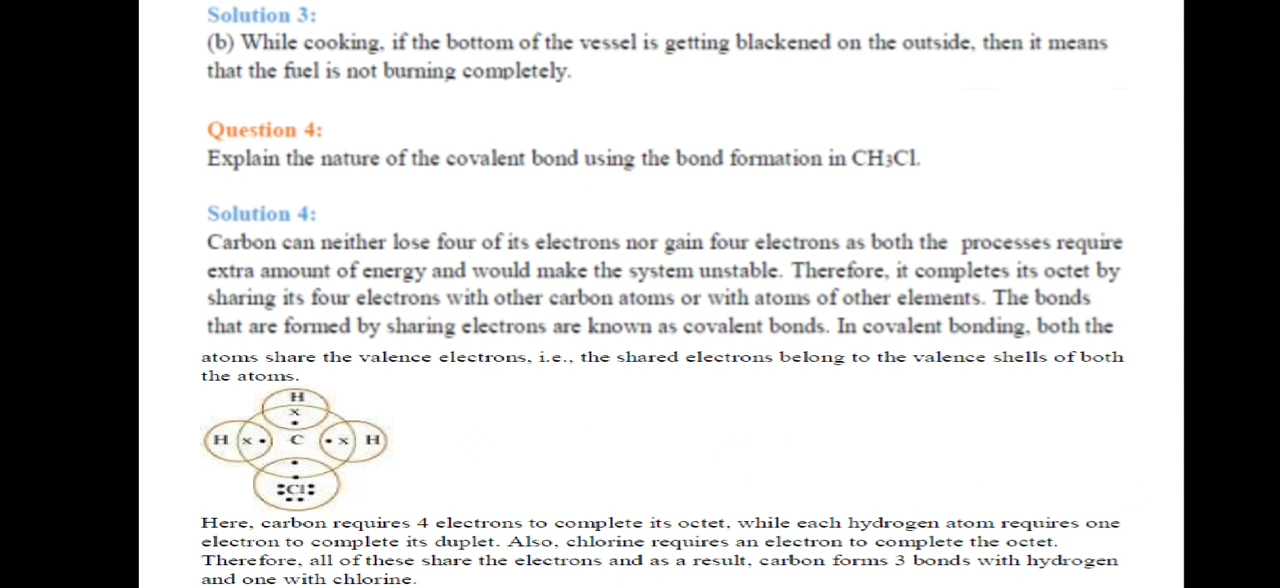 Solution 3:
(b) While cooking, if the bottom of the vessel is getting blackened on the outside, then it means
that the fuel is not burning completely.
Question 4:
Explain the nature of the covalent bond using the bond formation in CH3Cl.
Solution 4:
Carbon can neither lose four of its electrons nor gain four electrons as both the processes require
extra amount of energy and would make the system unstable. Therefore, it completes its octet by
sharing its four electrons with other carbon atoms or with atoms of other elements. The bonds
that are formed by sharing electrons are known as covalent bonds. In covalent bonding, both the
atoms share the valence electrons, i.e., the shared electrons belong to the valence shells of both
the atoms.
H
x
H x C x H
Cl
Here, carbon requires 4 electrons to complete its octet, while each hydrogen atom requires one
electron to complete its duplet. Also, chlorine requires an electron to complete the octet.
Therefore, all of these share the electrons and as a result, carbon forms 3 bonds with hydrogen
and one with chlorine.